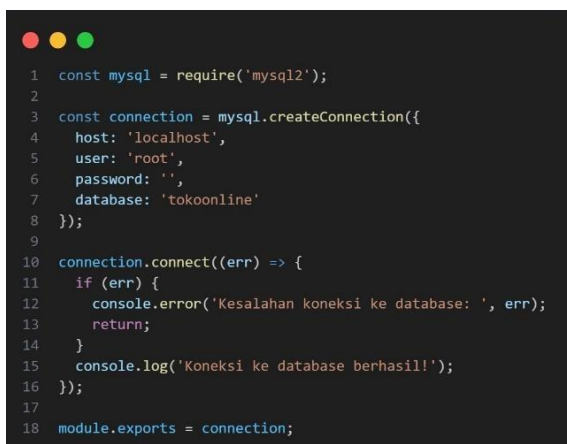 1 const mysql = require('mysql2');
2
3 const connection = mysql.createConnection({
4   host: 'localhost',
5   user: 'root',
6   password: '',
7   database: 'tokoonline'
8 });
9
10 connection.connect((err) => {
11   if (err) {
12     console.error('Kesalahan koneksi ke database: ', err);
13     return;
14   }
15   console.log('Koneksi ke database berhasil!');
16 });
17
18 module.exports = connection;